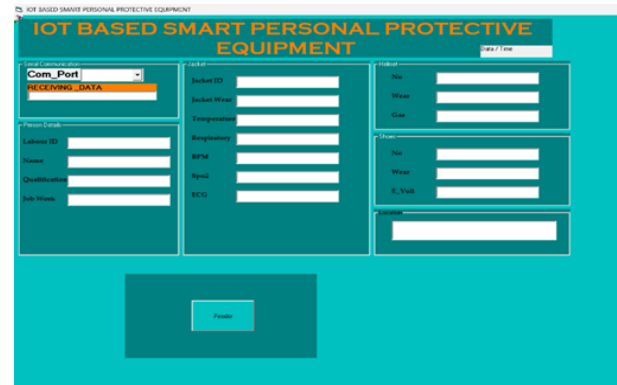 IOT BASED SMART PERSONAL PROTECTIVE EQUIPMENT
IOT BASED SMART PERSONAL PROTECTIVE
EQUIPMENT
Data / Time
Serial Communication
Com_Port
RECEIVING _DATA
Person Details
Labour ID
Name
Qualification
Job Work
Jacket
Jacket ID
Jacket Wear
Temperature
Respiratory
BPM
Spo2
ECG
Helmet
No
Wear
Gas
Shoes
No
Wear
E_Volt
Location